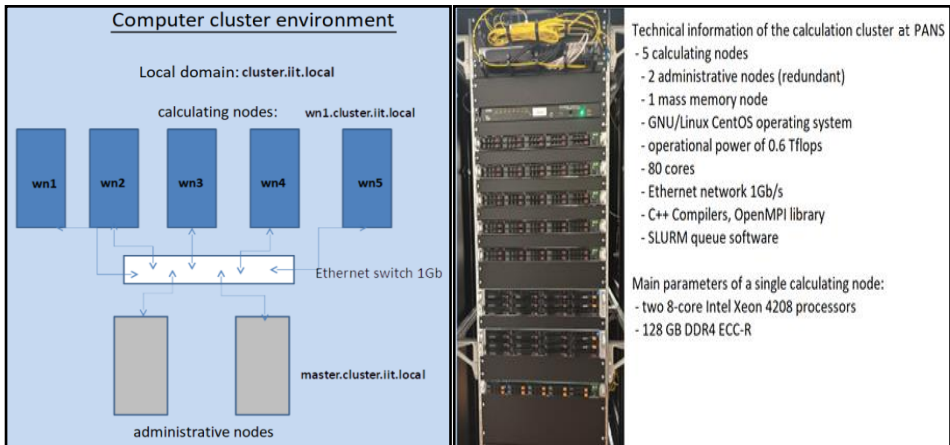 Computer cluster environment
Local domain: cluster.iit.local
calculating nodes: wn1.cluster.iit.local
wn1 wn2 wn3 wn4 wn5
Ethernet switch 1Gb
master.cluster.iit.local
administrative nodes
Technical information of the calculation cluster at PANS
- 5 calculating nodes
- 2 administrative nodes (redundant)
- 1 mass memory node
- GNU/Linux CentOS operating system
- operational power of 0.6 Tflops
- 80 cores
- Ethernet network 1Gb/s
- C++ Compilers, OpenMPI library
- SLURM queue software
Main parameters of a single calculating node:
- two 8-core Intel Xeon 4208 processors
- 128 GB DDR4 ECC-R